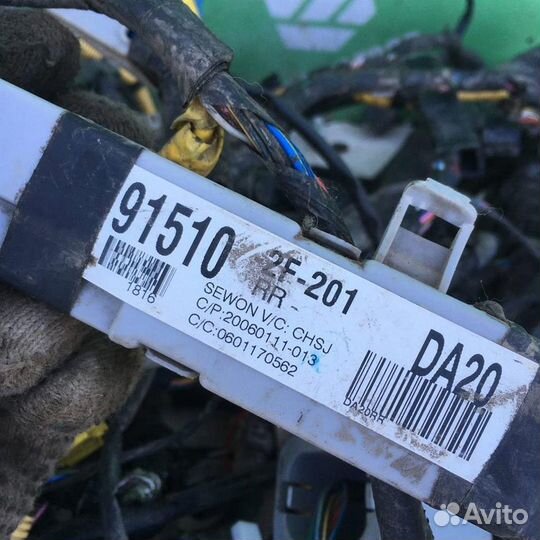 91510 2F-201
RR -
1816
SEWON V/C: CHSJ
C/P:20060111-013
C/C:0601170562
DA20
DA20RR
Avito